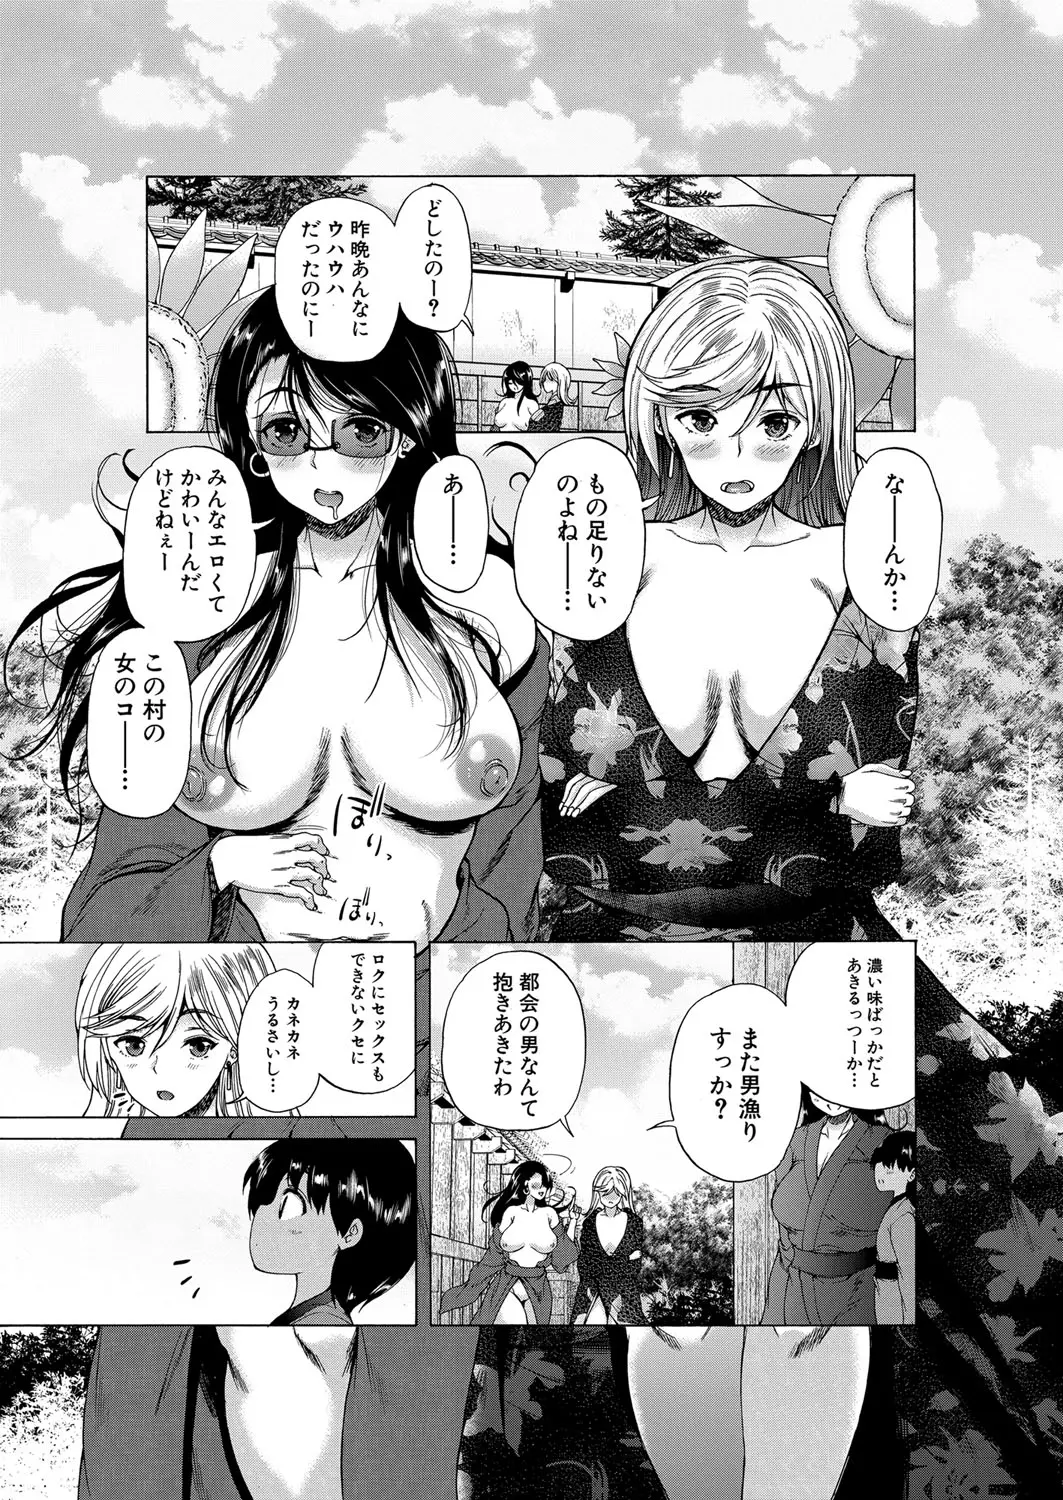 どしたのー？
昨晩あんなに
ウハウハ
だったのにー
なーーんか…
もの足りない
のよねーーー…
あーーー…
みんなエロくて
かわいーんだ
けどねぇー
この村の
女のコーーー…
ぼりっ
ぼりっ
濃い味ばっかだと
あきるっつーか…
また男漁り
すっか？
都会の男なんて
抱きあきたわ
ロクにセックスも
できないクセに
カネカネ
うるさいし…